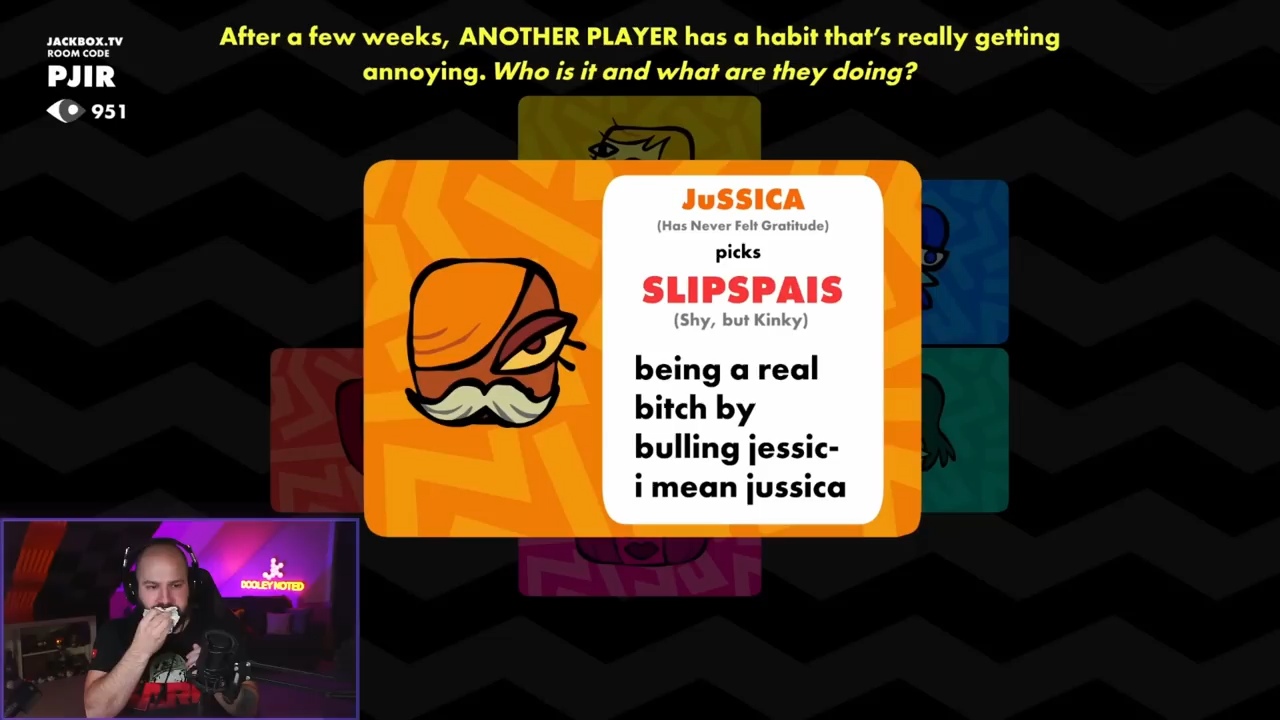 JACKBOX.TV
ROOM CODE
PJIR
951
After a few weeks, ANOTHER PLAYER has a habit that's really getting
annoying. Who is it and what are they doing?
JuSSICA
(Has Never Felt Gratitude)
picks
SLIPSPAIS
(Shy, but Kinky)
being a real
bitch by
bulling jessic-
i mean jussica
DOOLEY NOTED